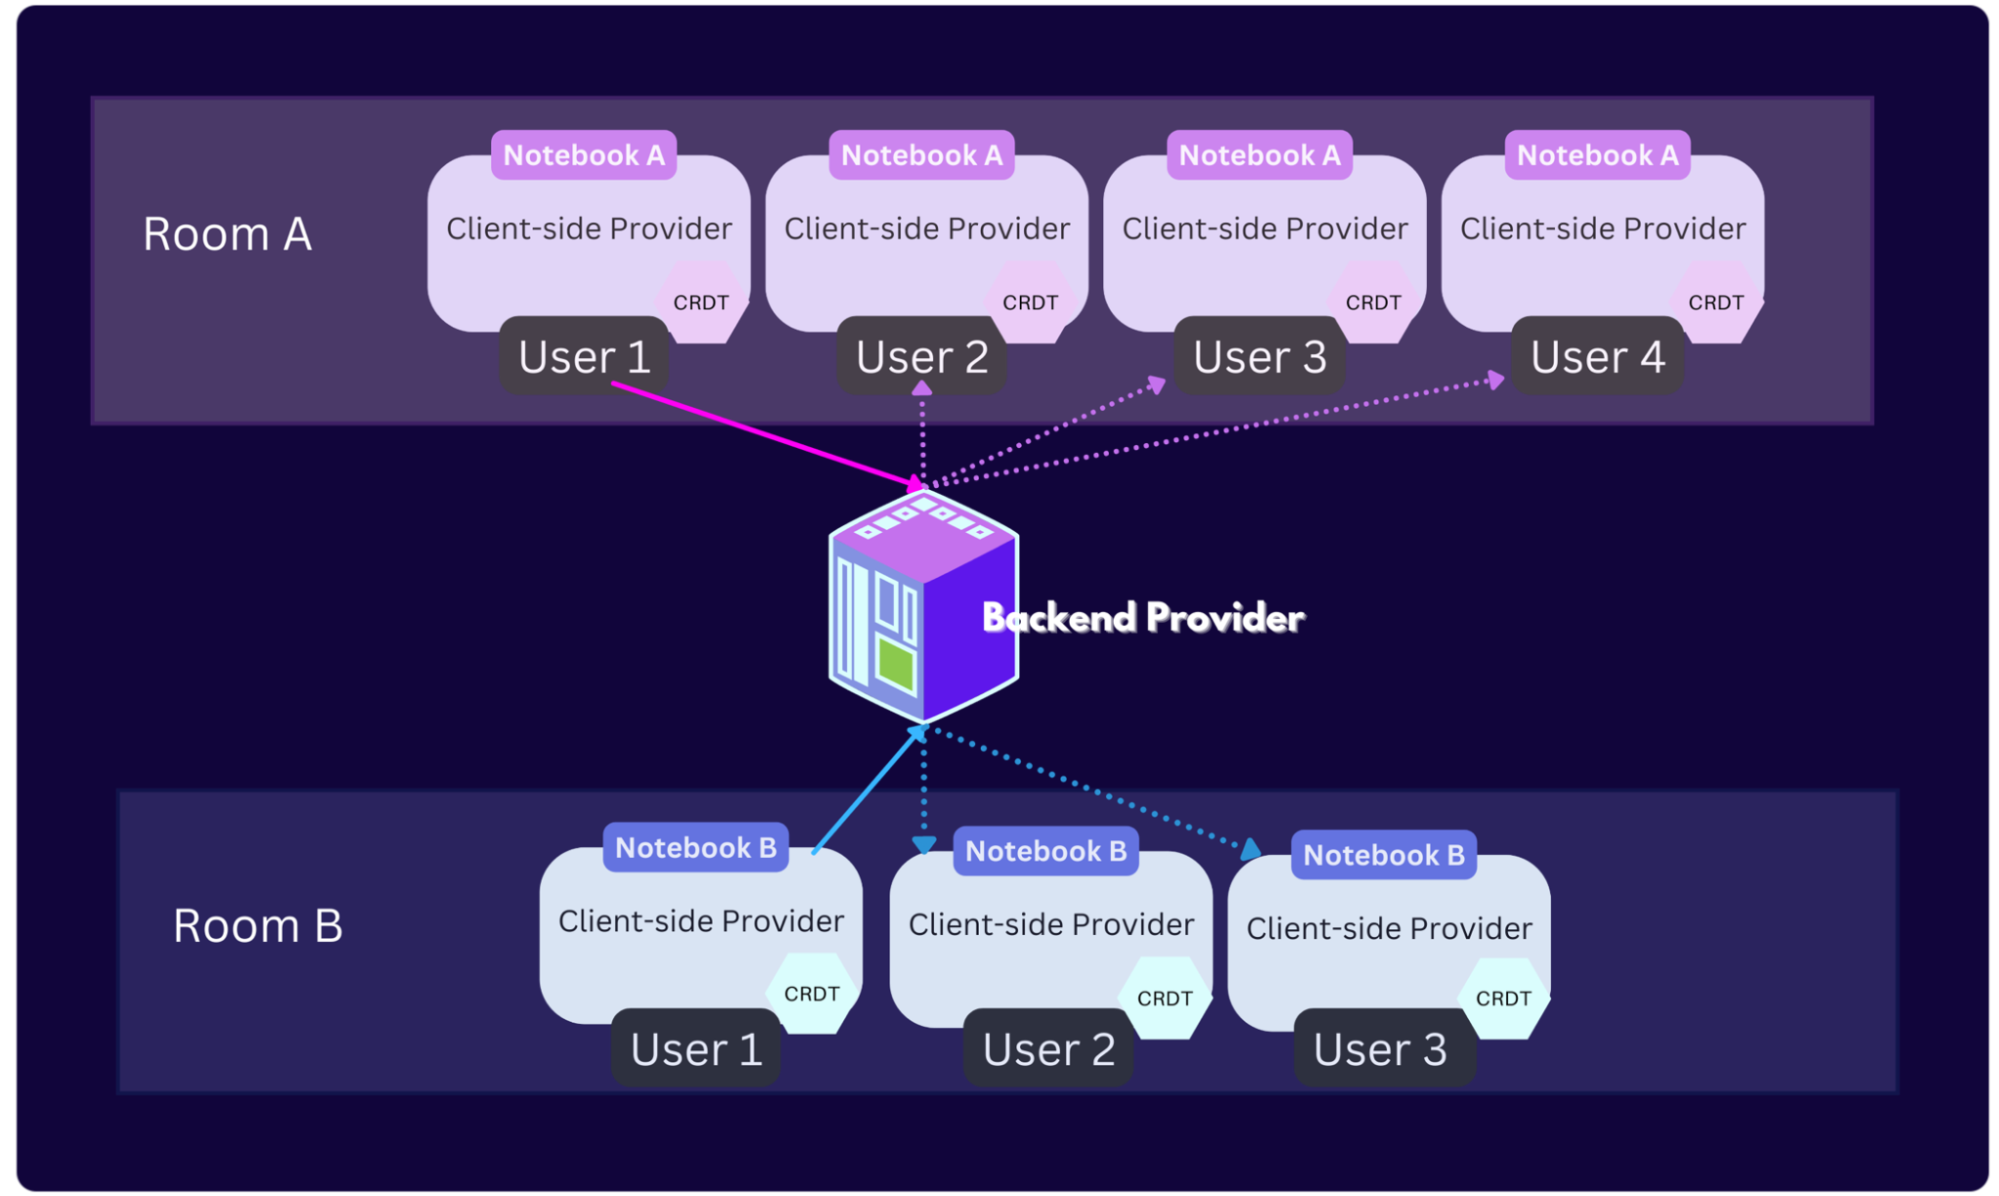 Notebook A
Notebook A
Notebook A
Notebook A
Room A
Client-side Provider
Client-side Provider
Client-side Provider
Client-side Provider
CRDT
CRDT
CRDT
CRDT
User 1
User 2
User 3
User 4
Backend Provider
Notebook B
Notebook B
Notebook B
Room B
Client-side Provider
Client-side Provider
Client-side Provider
CRDT
CRDT
CRDT
User 1
User 2
User 3